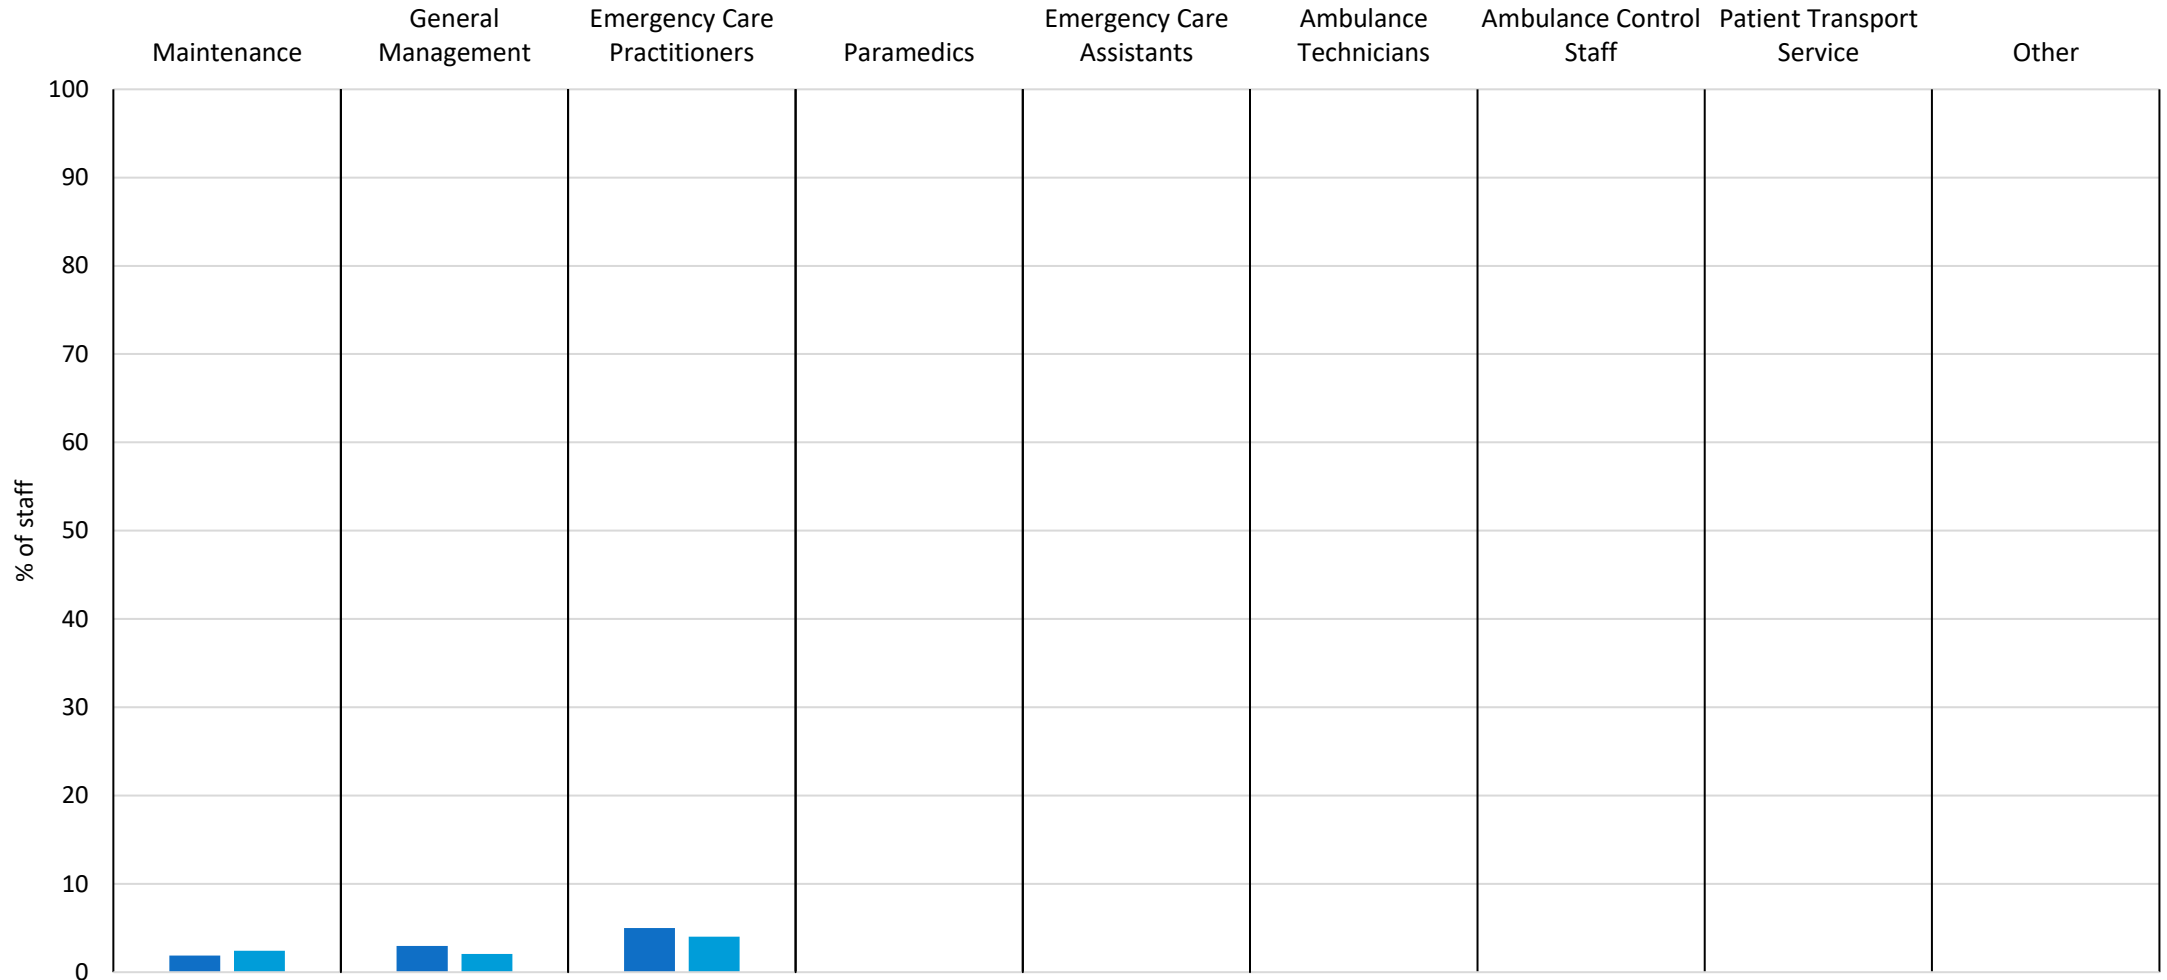 Maintenance
General
Management
Emergency Care
Practitioners
Paramedics
Emergency Care
Assistants
Ambulance
Technicians
Ambulance Control
Staff
Patient Transport
Service
Other
100
90
80
70
60
50
40
30
20
10
0
% of staff